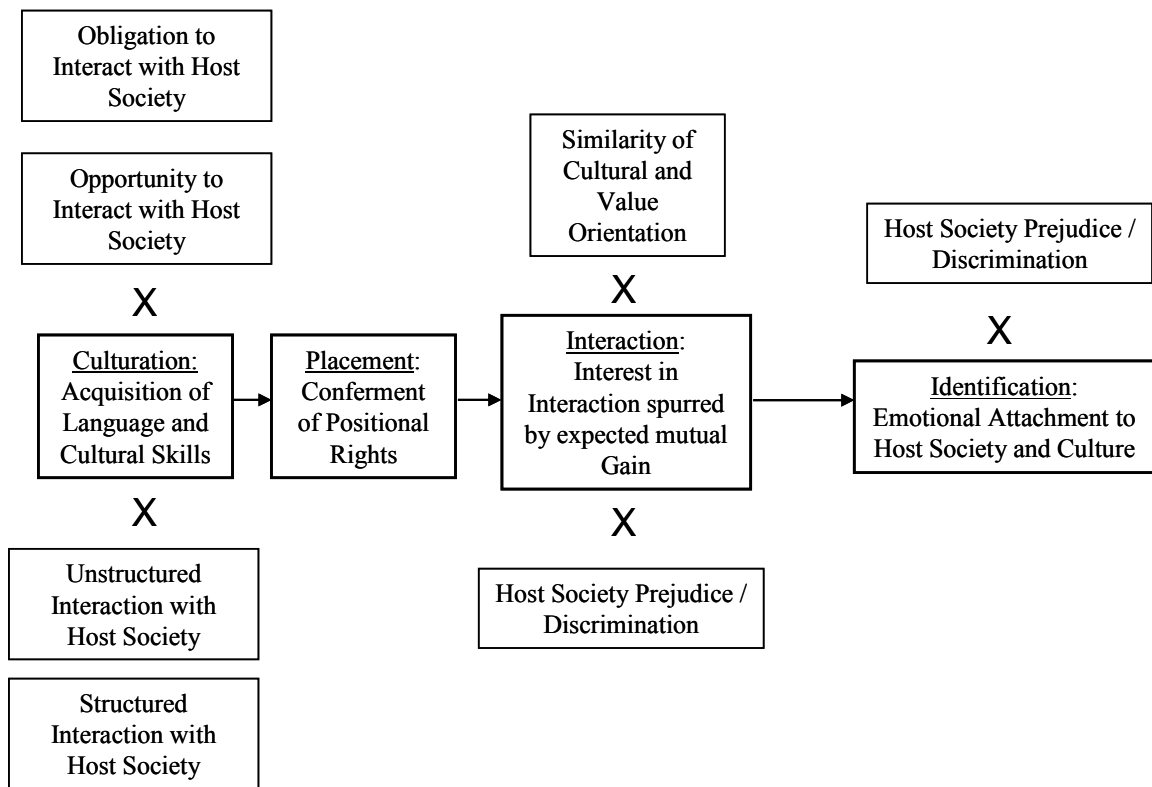 Obligation to
Interact with Host
Society
Opportunity to
Interact with Host
Society
X
Culturation:
Acquisition of
Language and
Cultural Skills
X
Unstructured
Interaction with
Host Society
Structured
Interaction with
Host Society
Placement:
Conferment
of Positional
Rights
Similarity of
Cultural and
Value
Orientation
X
Interaction:
Interest in
Interaction spurred
by expected mutual
Gain
X
Host Society Prejudice /
Discrimination
Host Society Prejudice /
Discrimination
X
Identification:
Emotional Attachment to
Host Society and Culture